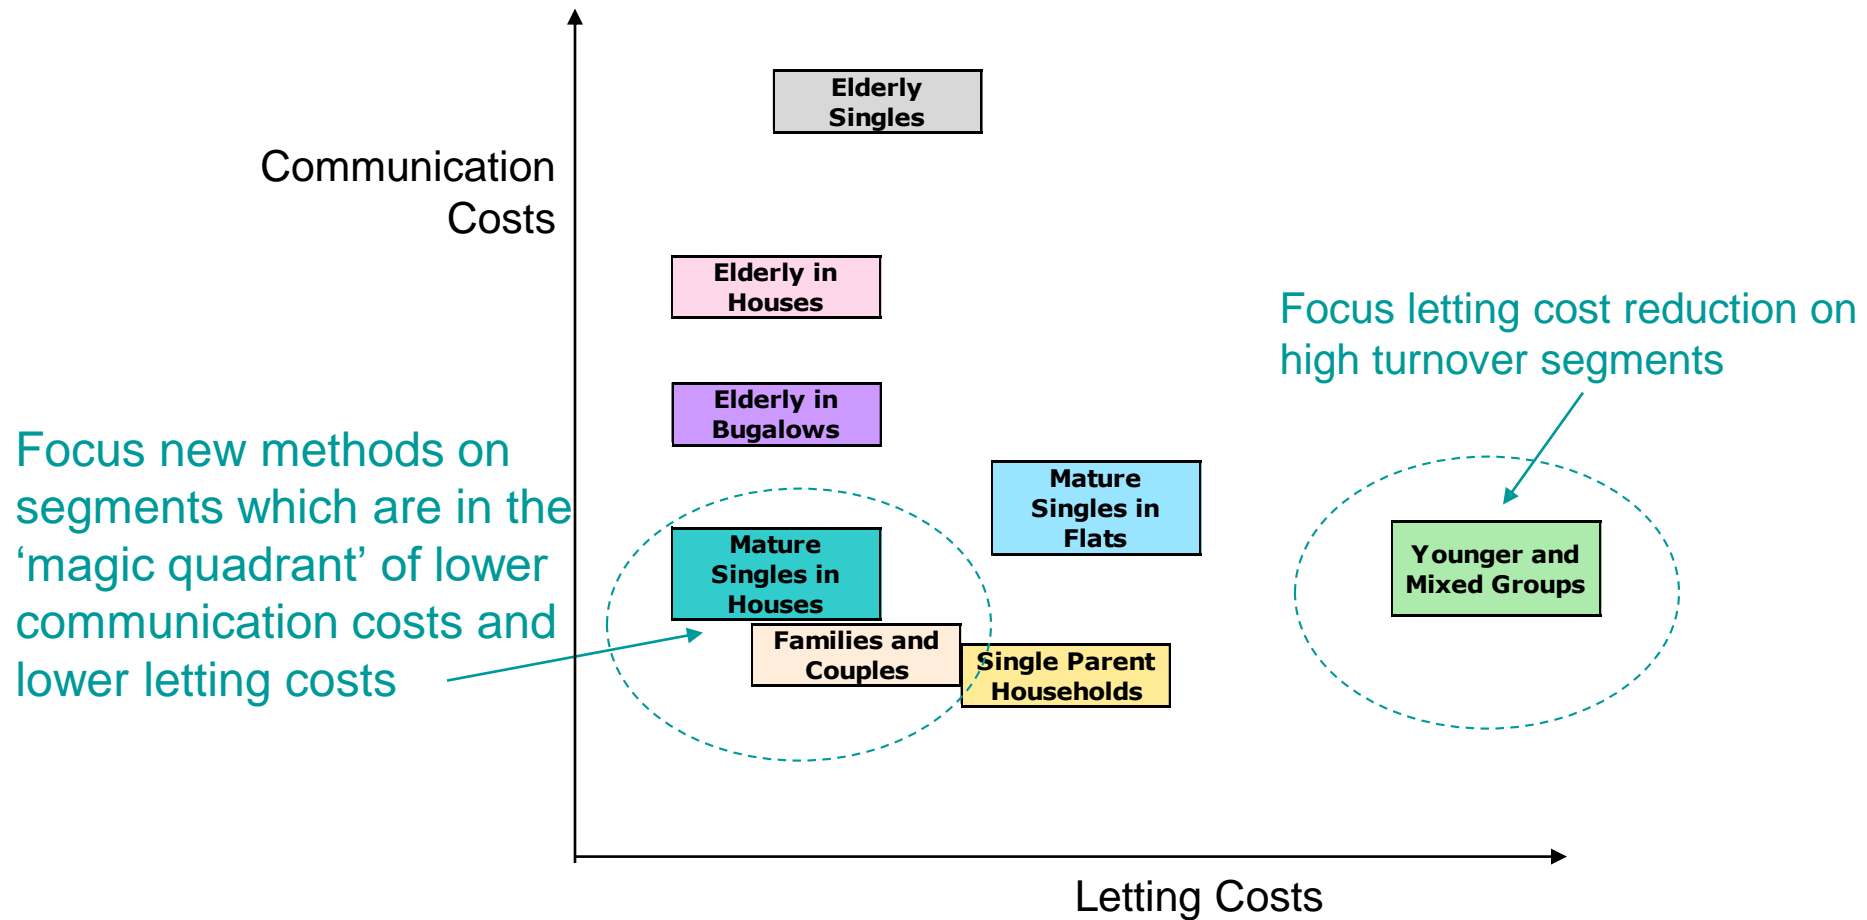 Elderly
Singles
Communication
Costs
Elderly in
Houses
Focus letting cost reduction on
high turnover segments
Elderly in
Bugalows
Focus new methods on
segments which are in the
‘magic quadrant’ of lower
communication costs and
lower letting costs
Mature
Singles in
Flats
Mature
Singles in
Houses
Younger and
Mixed Groups
Families and
Couples
Single Parent
Households
Letting Costs